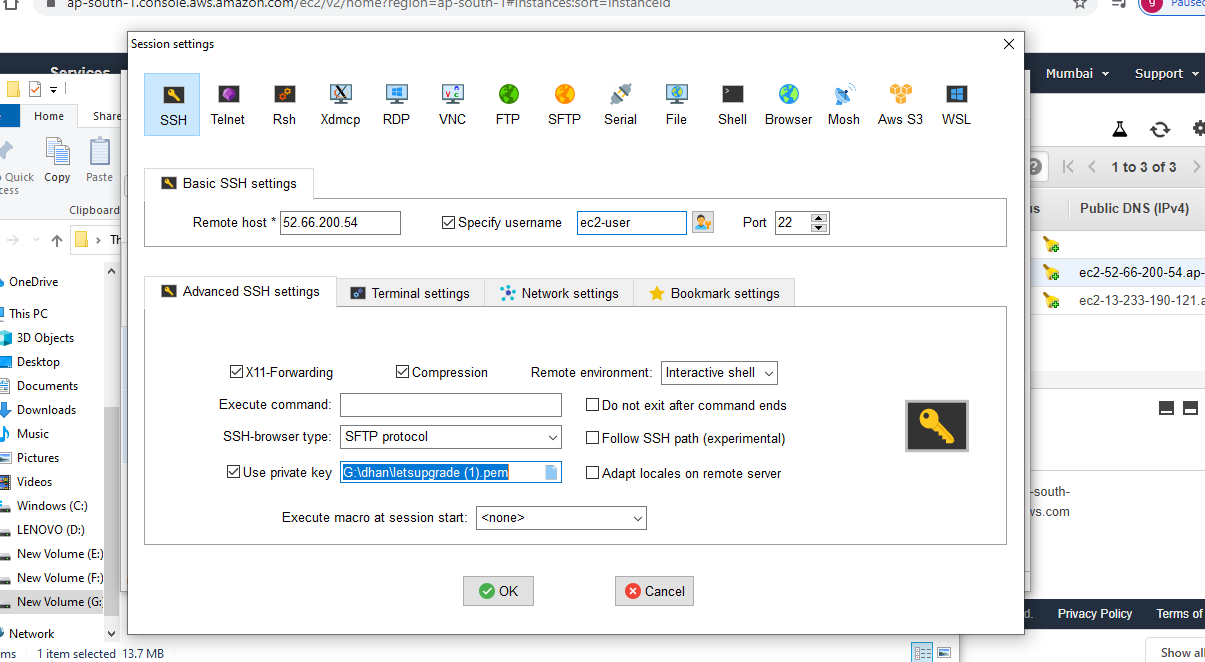 ap-south-1.console.aws.amazon.com/ec2/v2/home?region=ap-south-1#Instances:sort=instanceId
g
Paused
Services
Mumbai
Support
Home
Share
Quick
Copy
Paste
Clipboard
OneDrive
This PC
3D Objects
Desktop
Documents
Downloads
Music
Pictures
Videos
Windows (C:)
LENOVO (D:)
New Volume (E:)
New Volume (F:)
New Volume (G:
Network
1 item selected 13.7 MB
Session settings
SSH
Telnet
Rsh
Xdmcp
RDP
VNC
FTP
SFTP
Serial
File
Shell
Browser
Mosh
Aws S3
WSL
Basic SSH settings
Remote host * 52.66.200.54
Specify username ec2-user
Port 22
Advanced SSH settings
Terminal settings
Network settings
Bookmark settings
X11-Forwarding
Compression
Remote environment: Interactive shell
Execute command:
Do not exit after command ends
SSH-browser type: SFTP protocol
Follow SSH path (experimental)
Use private key G:\dhan\letsupgrade (1).pem
Adapt locales on remote server
Execute macro at session start: <none>
OK
Cancel
1 to 3 of 3
Public DNS (IPv4)
ec2-52-66-200-54.ap-
ec2-13-233-190-121.a
-south-
ws.com
Privacy Policy
Terms of
Show all